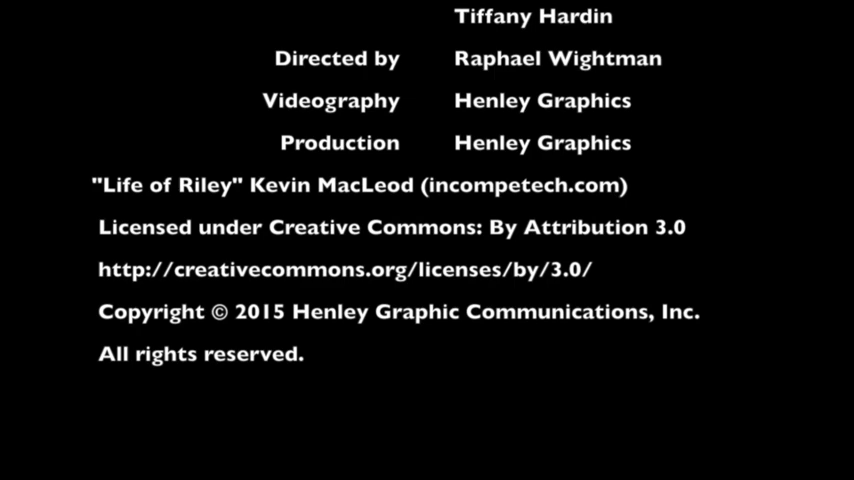 Tiffany Hardin
Directed by Raphael Wightman
Videography Henley Graphics
Production Henley Graphics
"Life of Riley" Kevin MacLeod (incompetech.com)
Licensed under Creative Commons: By Attribution 3.0
http://creativecommons.org/licenses/by/3.0/
Copyright © 2015 Henley Graphic Communications, Inc.
All rights reserved.